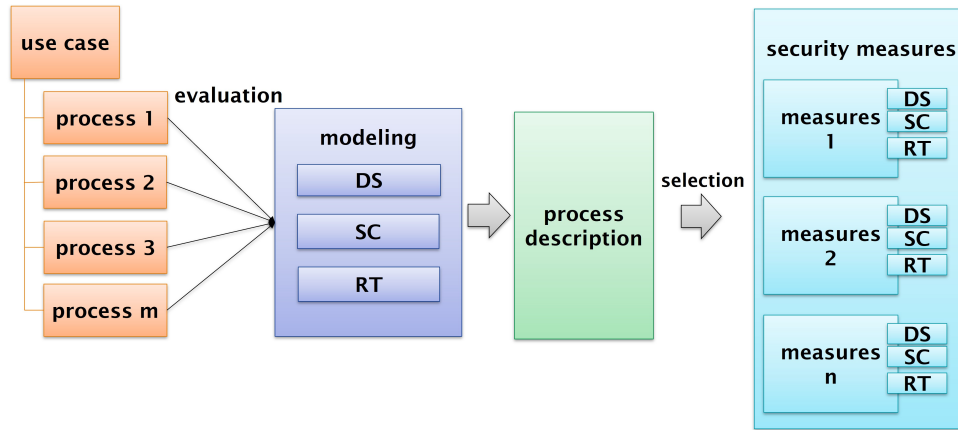 use case
process 1
process 2
process 3
process m
evaluation
modeling
DS
SC
RT
process
description
selection
security measures
measures
1
DS
SC
RT
measures
2
DS
SC
RT
measures
n
DS
SC
RT